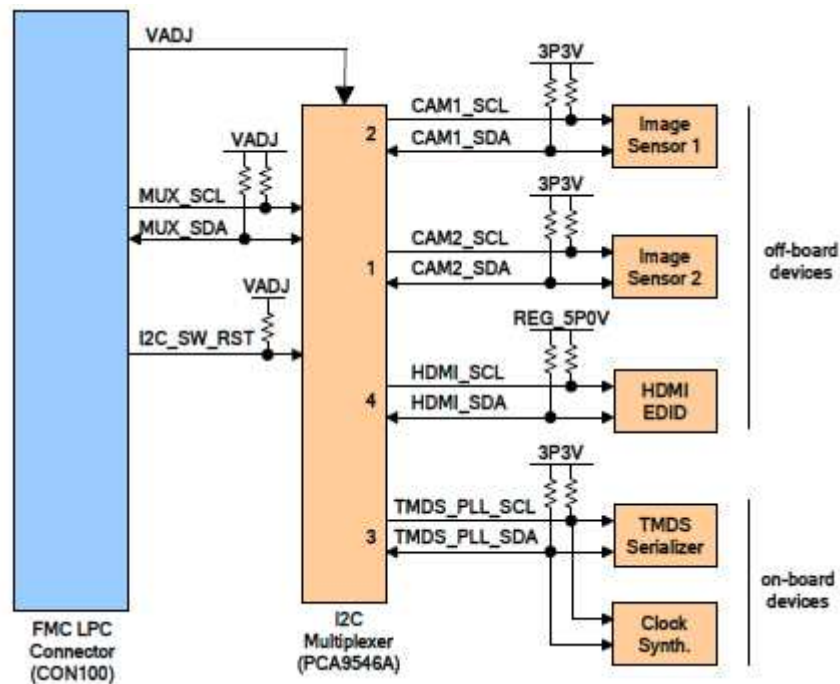 VADJ
3P3V
CAM1_SCL
CAM1_SDA
2
Image
Sensor 1
VADJ
MUX_SCL
MUX_SDA
3P3V
CAM2_SCL
CAM2_SDA
1
Image
Sensor 2
off-board
devices
VADJ
I2C_SW_RST
REG_5P0V
HDMI_SCL
HDMI_SDA
4
HDMI
EDID
3P3V
TMDS_PLL_SCL
TMDS_PLL_SDA
3
TMDS
Serializer
on-board
devices
Clock
Synth.
FMC LPC
Connector
(CON100)
I2C
Multiplexer
(PCA9546A)